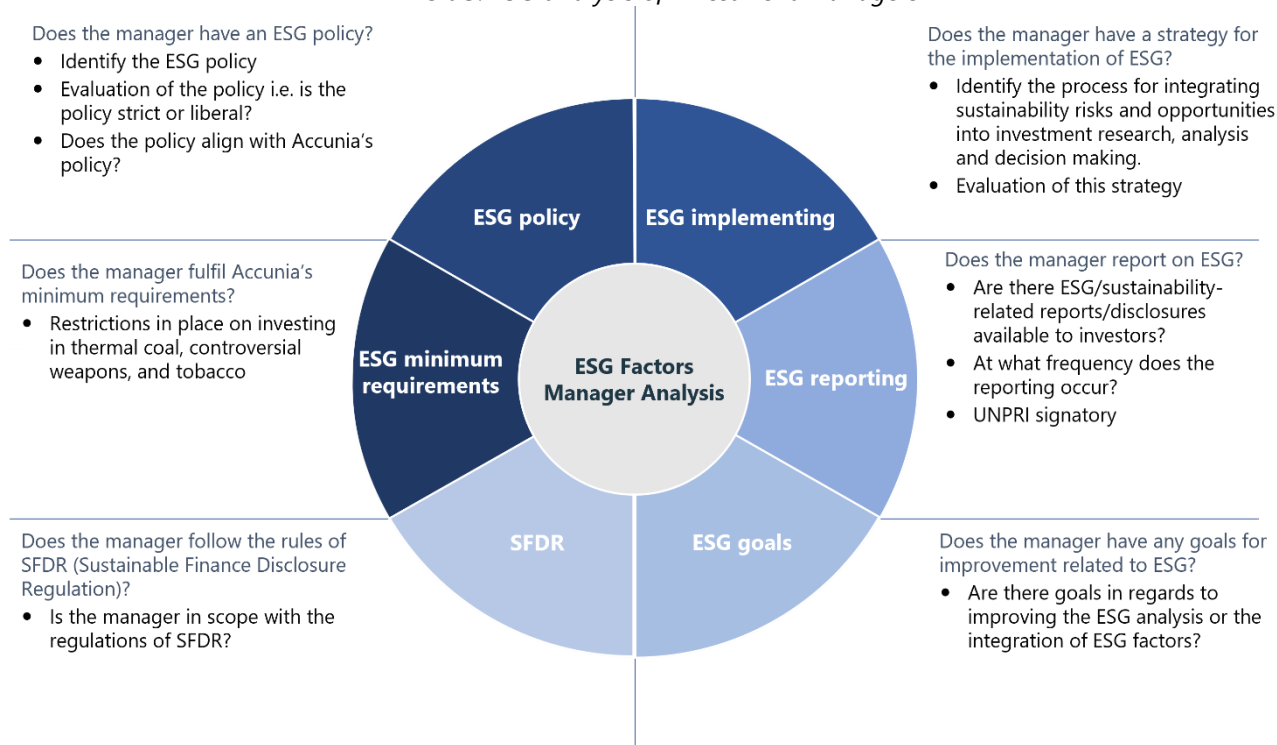 Does the manager have an ESG policy?
• Identify the ESG policy
• Evaluation of the policy i.e. is the
policy strict or liberal?
• Does the policy align with Accunia’s
policy?
Does the manager have a strategy for
the implementation of ESG?
• Identify the process for integrating
sustainability risks and opportunities
into investment research, analysis
and decision making.
• Evaluation of this strategy
ESG policy
ESG implementing
Does the manager fulfil Accunia’s
minimum requirements?
• Restrictions in place on investing
in thermal coal, controversial
weapons, and tobacco
ESG minimum
requirements
ESG Factors
Manager Analysis
ESG reporting
Does the manager report on ESG?
• Are there ESG/sustainability-
related reports/disclosures
available to investors?
• At what frequency does the
reporting occur?
• UNPRI signatory
Does the manager follow the rules of
SFDR (Sustainable Finance Disclosure
Regulation)?
• Is the manager in scope with the
regulations of SFDR?
SFDR
ESG goals
Does the manager have any goals for
improvement related to ESG?
• Are there goals in regards to
improving the ESG analysis or the
integration of ESG factors?